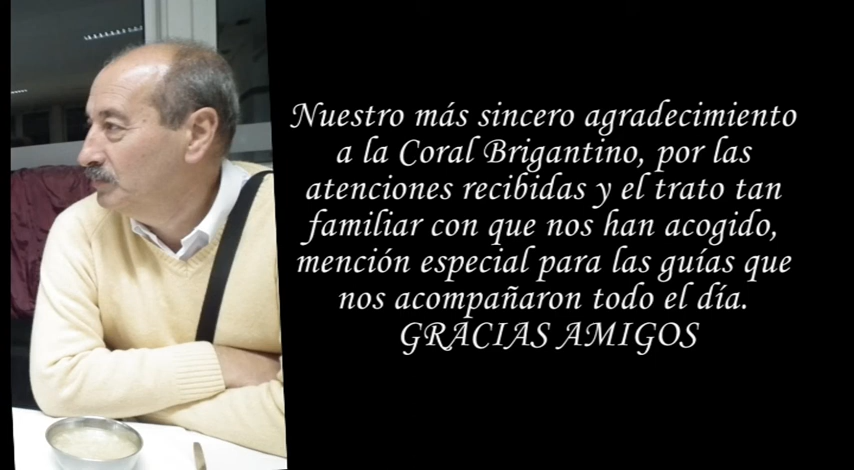 Nuestro más sincero agradecimiento
a la Coral Brigantino, por las
atenciones recibidas y el trato tan
familiar con que nos han acogido,
mención especial para las guías que
nos acompañaron todo el día.
GRACIAS AMIGOS